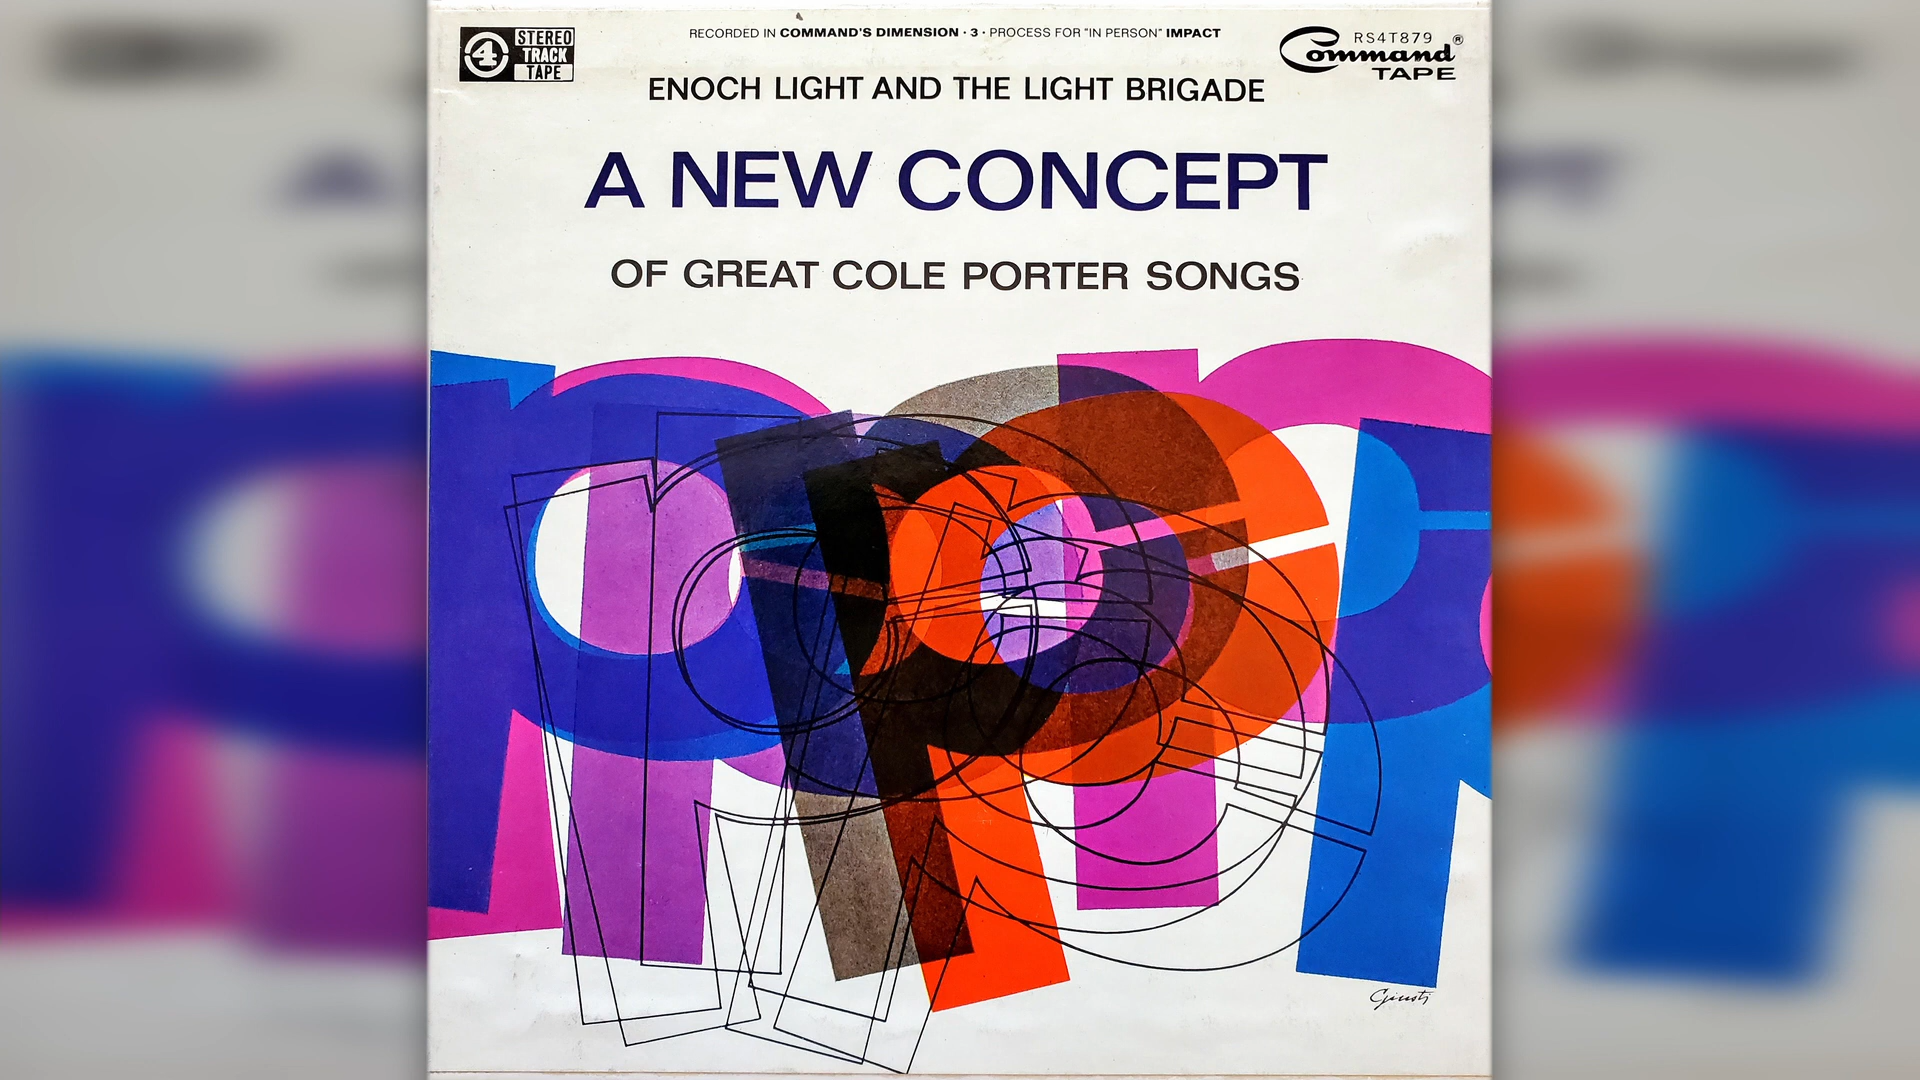 4 STEREO
TRACK
TAPE
RECORDED IN COMMAND'S DIMENSION · 3 · PROCESS FOR "IN PERSON" IMPACT
RS4T879
Command®
TAPE
ENOCH LIGHT AND THE LIGHT BRIGADE
A NEW CONCEPT
OF GREAT COLE PORTER SONGS
Giusti